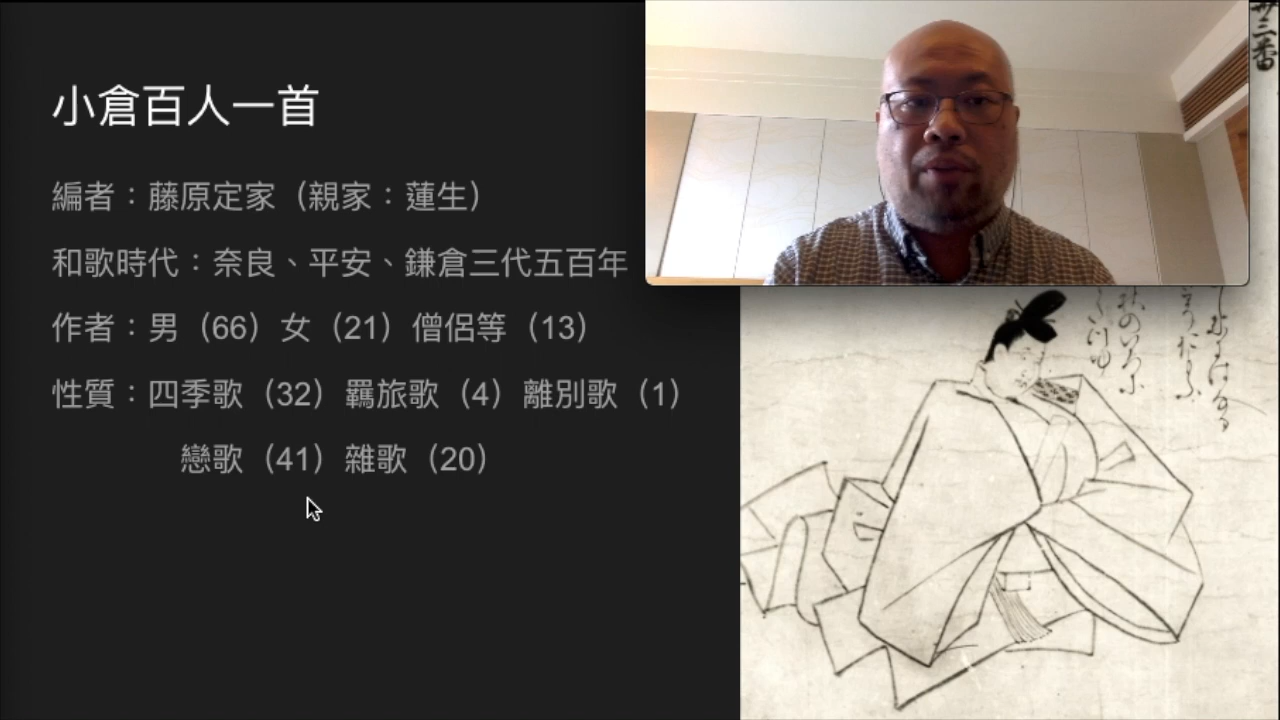 小倉百人一首
編者：藤原定家（親家：蓮生）
和歌時代：奈良、平安、鎌倉三代五百年
作者：男（66）女（21）僧侶等（13）
性質：四季歌（32）羈旅歌（4）離別歌（1）
戀歌（41）雜歌（20）
三番